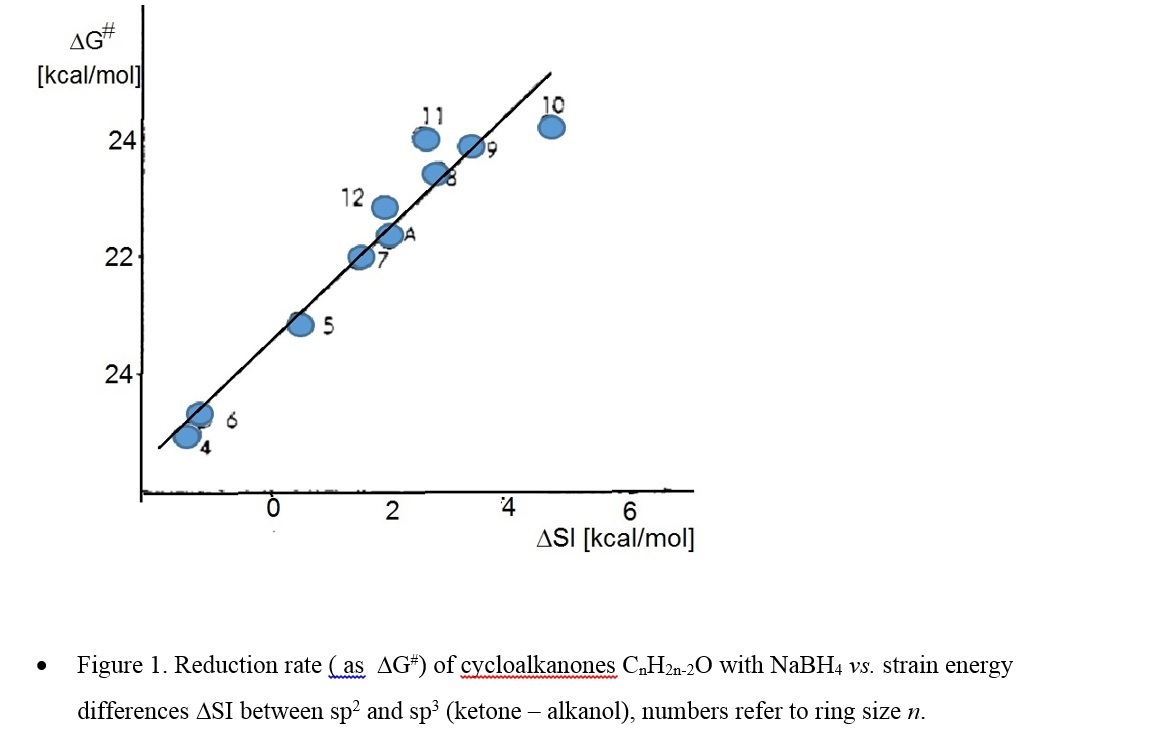 ΔG#
[kcal/mol]
10
11
24
9
8
12
A
22
7
5
24
6
4
0 2 4 6
ΔSI [kcal/mol]
• Figure 1. Reduction rate ( as ΔG#) of cycloalkanones CnH2n-2O with NaBH4 vs. strain energy
differences ΔSI between sp2 and sp3 (ketone – alkanol), numbers refer to ring size n.